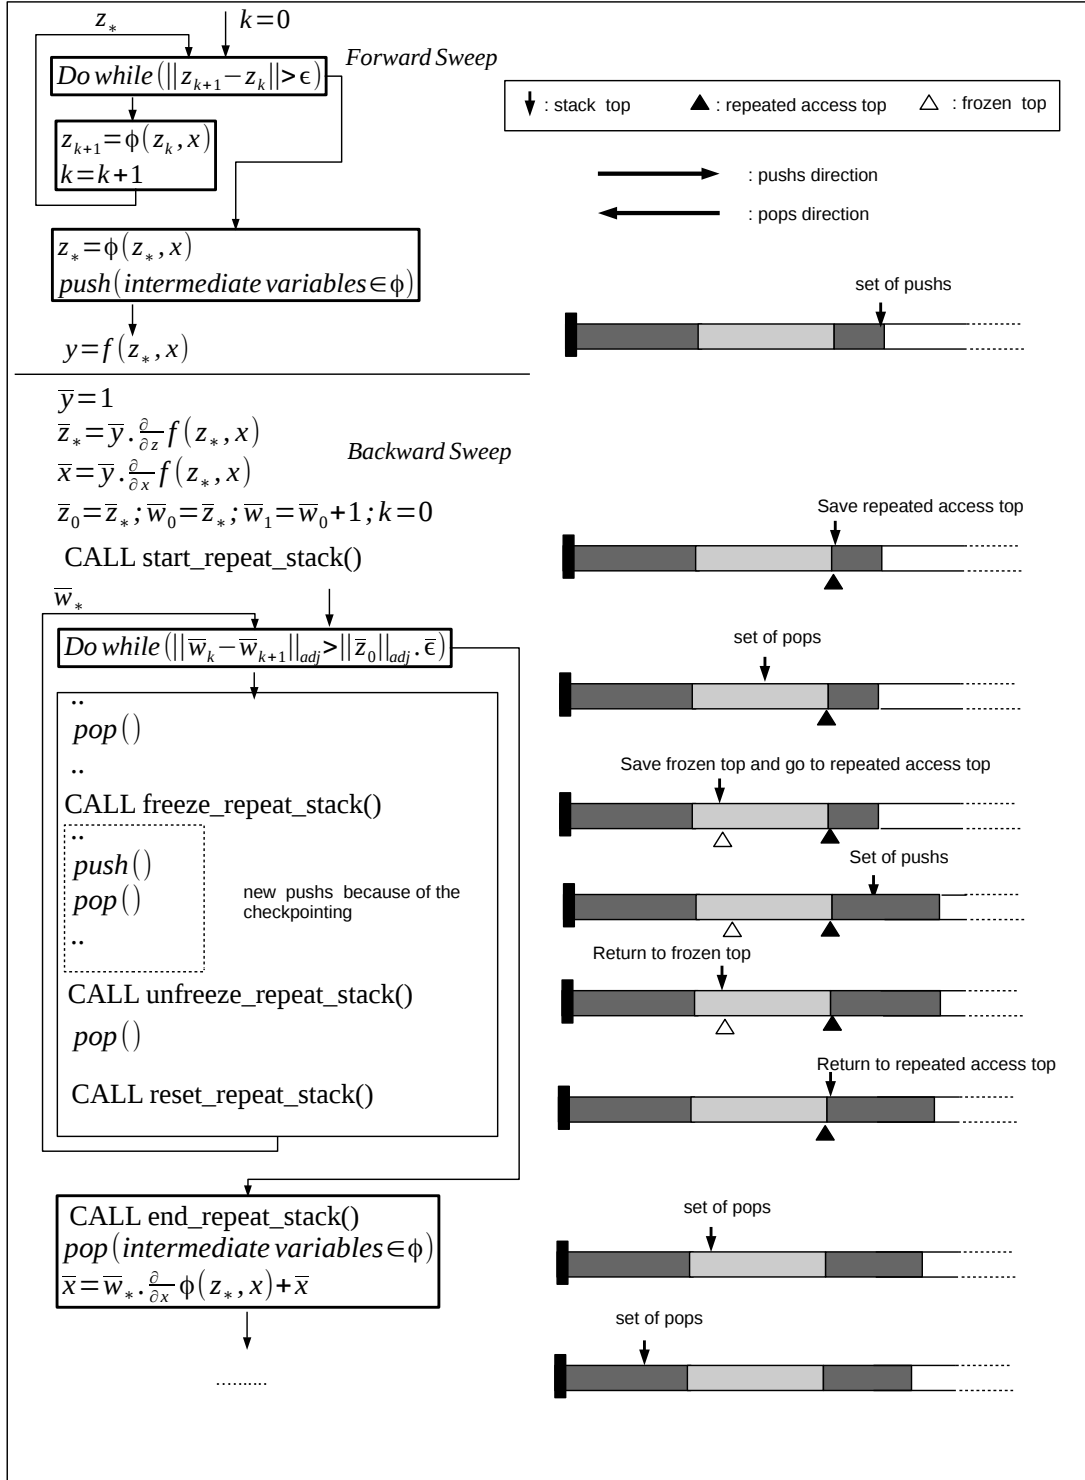 z_* k=0
Forward Sweep
Do while(||z_{k+1}−z_k||>ϵ)
z_{k+1}=ϕ(z_k,x)
k=k+1
z_*=ϕ(z_*,x)
push(intermediate variables∈ϕ)
y=f(z_*,x)
: stack top : repeated access top : frozen top
: pushs direction
: pops direction
set of pushs
y̅=1
z̅_*=y̅.∂/∂z f(z_*,x)
Backward Sweep
x̅=y̅.∂/∂x f(z_*,x)
z̅_0=z̅_*;w̅_0=z̅_*;w̅_1=w̅_0+1;k=0
CALL start_repeat_stack()
Save repeated access top
w̅_*
Do while(||w̅_k−w̅_{k+1}||_{adj}>||z̅_0||_{adj}.ϵ̅)
set of pops
..
pop()
..
Save frozen top and go to repeated access top
CALL freeze_repeat_stack()
..
push()
pop()
..
new pushs because of the
checkpointing
Set of pushs
Return to frozen top
CALL unfreeze_repeat_stack()
pop()
CALL reset_repeat_stack()
Return to repeated access top
CALL end_repeat_stack()
pop(intermediate variables∈ϕ)
x̅=w̅_*.∂/∂x ϕ(z_*,x)+x̅
set of pops
set of pops
..........